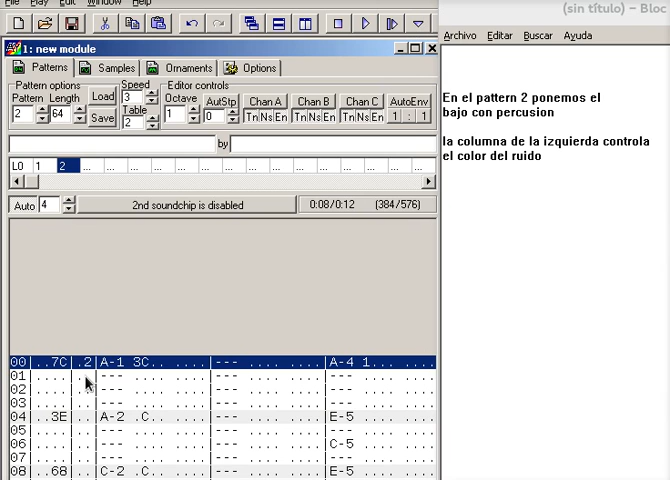 File Play Edit Window Help
(sin título) – Bloc
1: new module
Archivo Editar Buscar Ayuda
Patterns Samples Ornaments Options
Pattern options Speed Editor controls
Pattern Length Load 3 Octave AutStp Chan A Chan B Chan C AutoEnv
2 64 Save Table 2 1 0 Tn Ns En Tn Ns En Tn Ns En 1 : 1
by
L0 1 2 ... ... ... ... ... ... ... ... ... ... ... ... ...
Auto 4 2nd soundchip is disabled 0:08/0:12 (384/576)
00|..7C|.2|A-1 3C.. ....|--- .... ....|A-4 1... ....
01|....|..|--- .... ....|--- .... ....|--- .... ....
02|....|..|--- .... ....|--- .... ....|--- .... ....
03|....|..|--- .... ....|--- .... ....|--- .... ....
04|..3E|..|A-2 .C.. ....|--- .... ....|E-5 .... ....
05|....|..|--- .... ....|--- .... ....|--- .... ....
06|....|..|--- .... ....|--- .... ....|C-5 .... ....
07|....|..|--- .... ....|--- .... ....|--- .... ....
08|..68|..|C-2 .C.. ....|--- .... ....|E-5 .... ....
En el pattern 2 ponemos el
bajo con percusion
la columna de la izquierda controla
el color del ruido